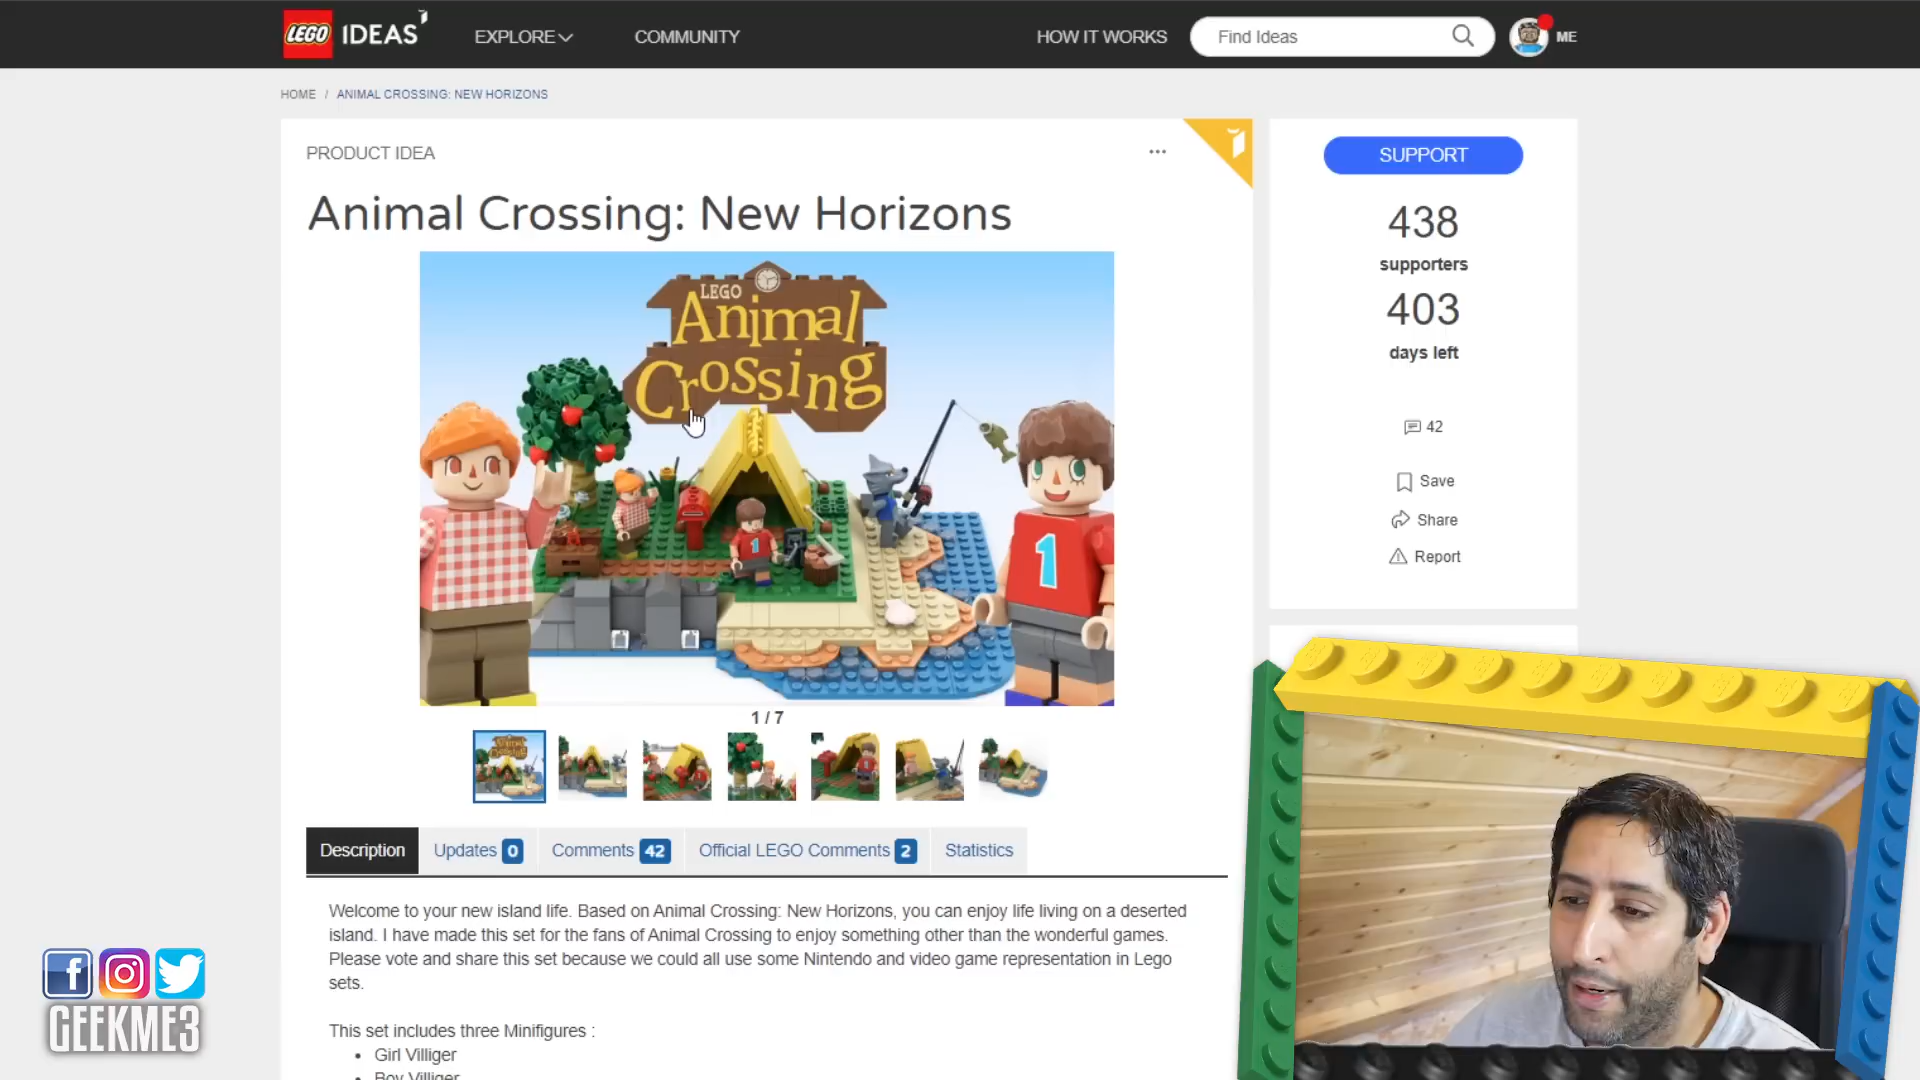 LEGO IDEAS
EXPLORE
COMMUNITY
HOW IT WORKS
Find Ideas
ME
HOME / ANIMAL CROSSING: NEW HORIZONS
PRODUCT IDEA
Animal Crossing: New Horizons
LEGO
Animal
Crossing
1
1
1 / 7
SUPPORT
438
supporters
403
days left
42
Save
Share
Report
Description
Updates 0
Comments 42
Official LEGO Comments 2
Statistics
Welcome to your new island life. Based on Animal Crossing: New Horizons, you can enjoy life living on a deserted
island. I have made this set for the fans of Animal Crossing to enjoy something other than the wonderful games.
Please vote and share this set because we could all use some Nintendo and video game representation in Lego
sets.
This set includes three Minifigures :
• Girl Villiger
• Boy Villiger
GEEKME3